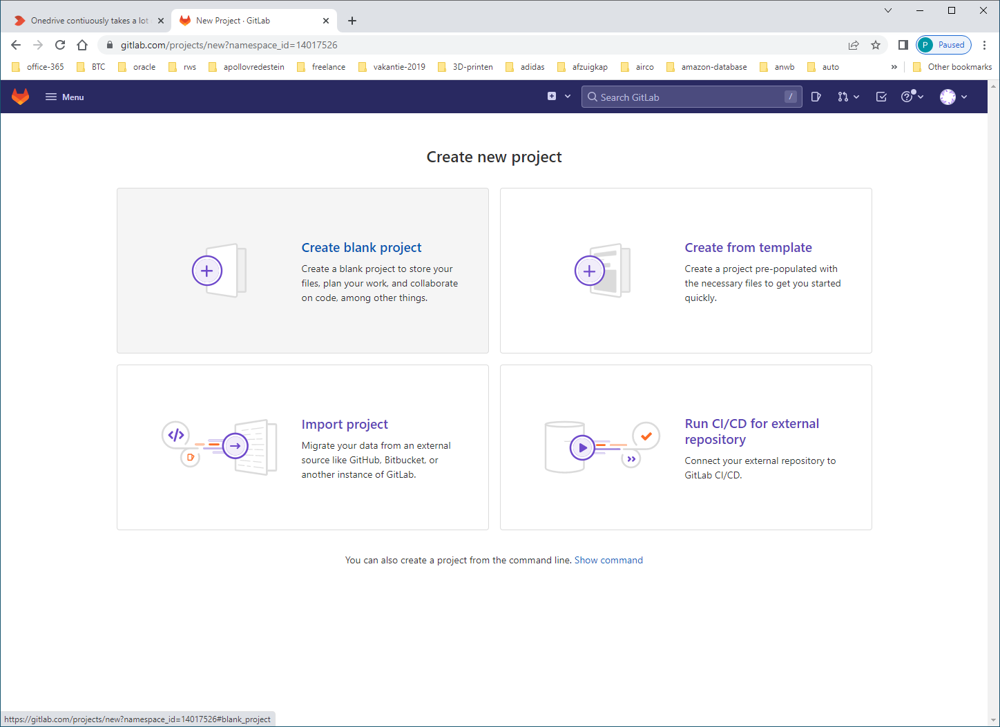 Onedrive contiuously takes a lot
New Project · GitLab
gitlab.com/projects/new?namespace_id=14017526
P Paused
office-365 BTC oracle rws apollovredestein freelance vakantie-2019 3D-printen adidas afzuigkap airco amazon-database anwb auto » Other bookmarks
Menu
Search GitLab /
Create new project
Create blank project
Create a blank project to store your
files, plan your work, and collaborate
on code, among other things.
Create from template
Create a project pre-populated with
the necessary files to get you started
quickly.
Import project
Migrate your data from an external
source like GitHub, Bitbucket, or
another instance of GitLab.
Run CI/CD for external
repository
Connect your external repository to
GitLab CI/CD.
You can also create a project from the command line. Show command
https://gitlab.com/projects/new?namespace_id=14017526#blank_project